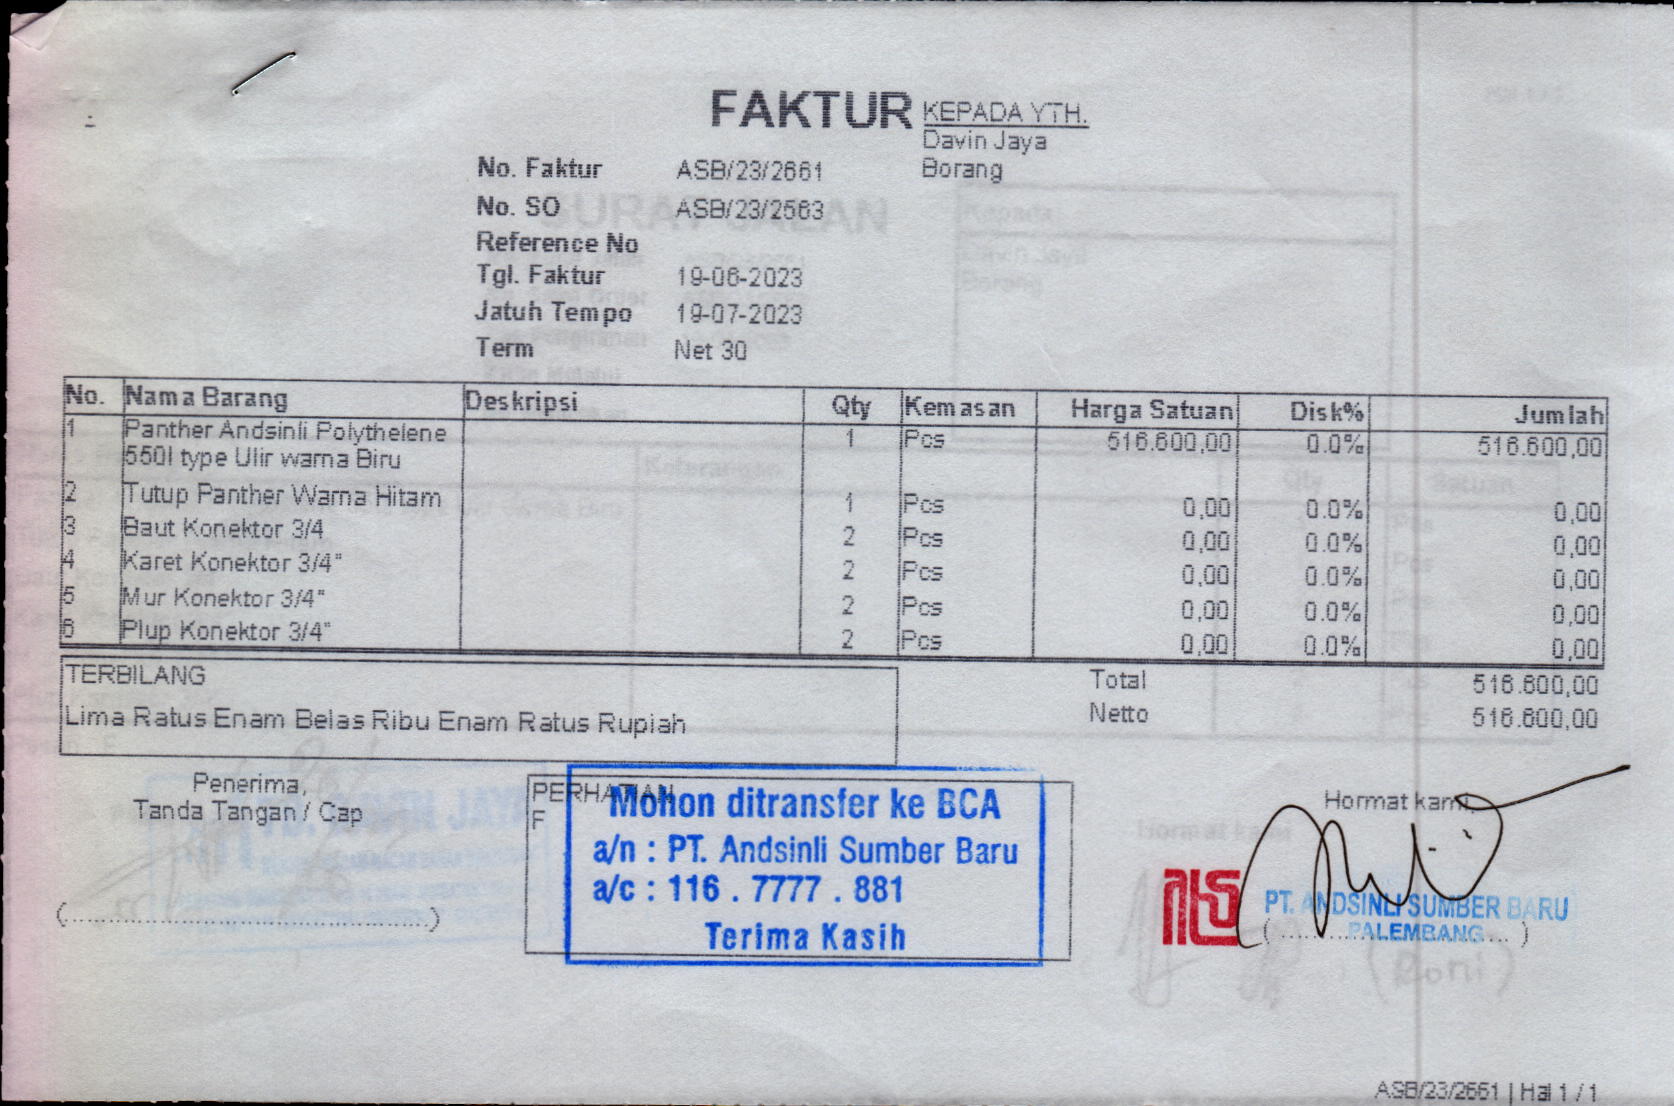 FAKTUR
KEPADA YTH.
Davin Jaya
Borang
No. Faktur ASB/23/2661
No. SO ASB/23/2563
Reference No
Tgl. Faktur 19-06-2023
Jatuh Tempo 19-07-2023
Term Net 30
No. Nama Barang Deskripsi Qty Kemasan Harga Satuan Disk% Jumlah
1 Panther Andsinli Polythelene 1 Pcs 516.600,00 0.0% 516.600,00
550l type Ulir warna Biru
2 Tutup Panther Warna Hitam 1 Pcs 0,00 0.0% 0,00
3 Baut Konektor 3/4 2 Pcs 0,00 0.0% 0,00
4 Karet Konektor 3/4" 2 Pcs 0,00 0.0% 0,00
5 Mur Konektor 3/4" 2 Pcs 0,00 0.0% 0,00
6 Plup Konektor 3/4" 2 Pcs 0,00 0.0% 0,00
TERBILANG
Lima Ratus Enam Belas Ribu Enam Ratus Rupiah
Total 516.600,00
Netto 516.600,00
Penerima,
Tanda Tangan / Cap
(....................................................)
PERHATIAN
F
Mohon ditransfer ke BCA
a/n : PT. Andsinli Sumber Baru
a/c : 116 . 7777 . 881
Terima Kasih
Hormat kami,
PT. ANDSINLI SUMBER BARU
PALEMBANG
(Roni)
ASB/23/2661 | Hal 1 / 1